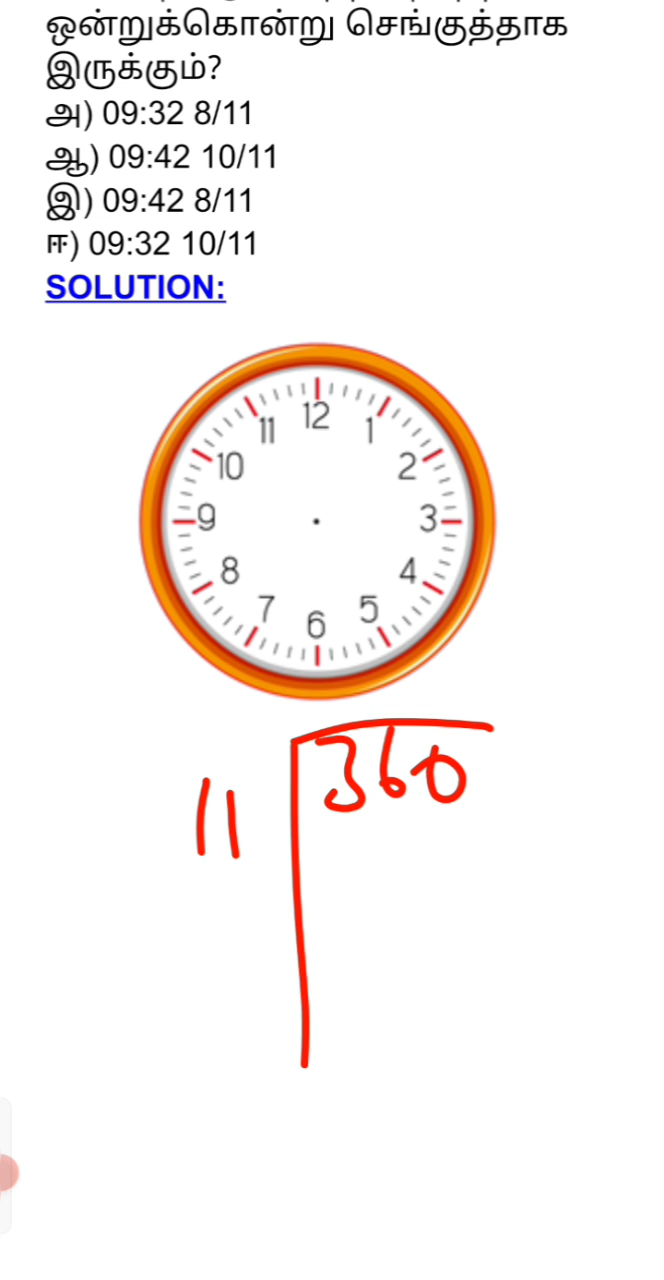 ஒன்றுக்கொன்று செங்குத்தாக
இருக்கும்?
அ) 09:32 8/11
ஆ) 09:42 10/11
இ) 09:42 8/11
ஈ) 09:32 10/11
SOLUTION:
12
11 1
10 2
9 3
8 4
7 5
6
11 360